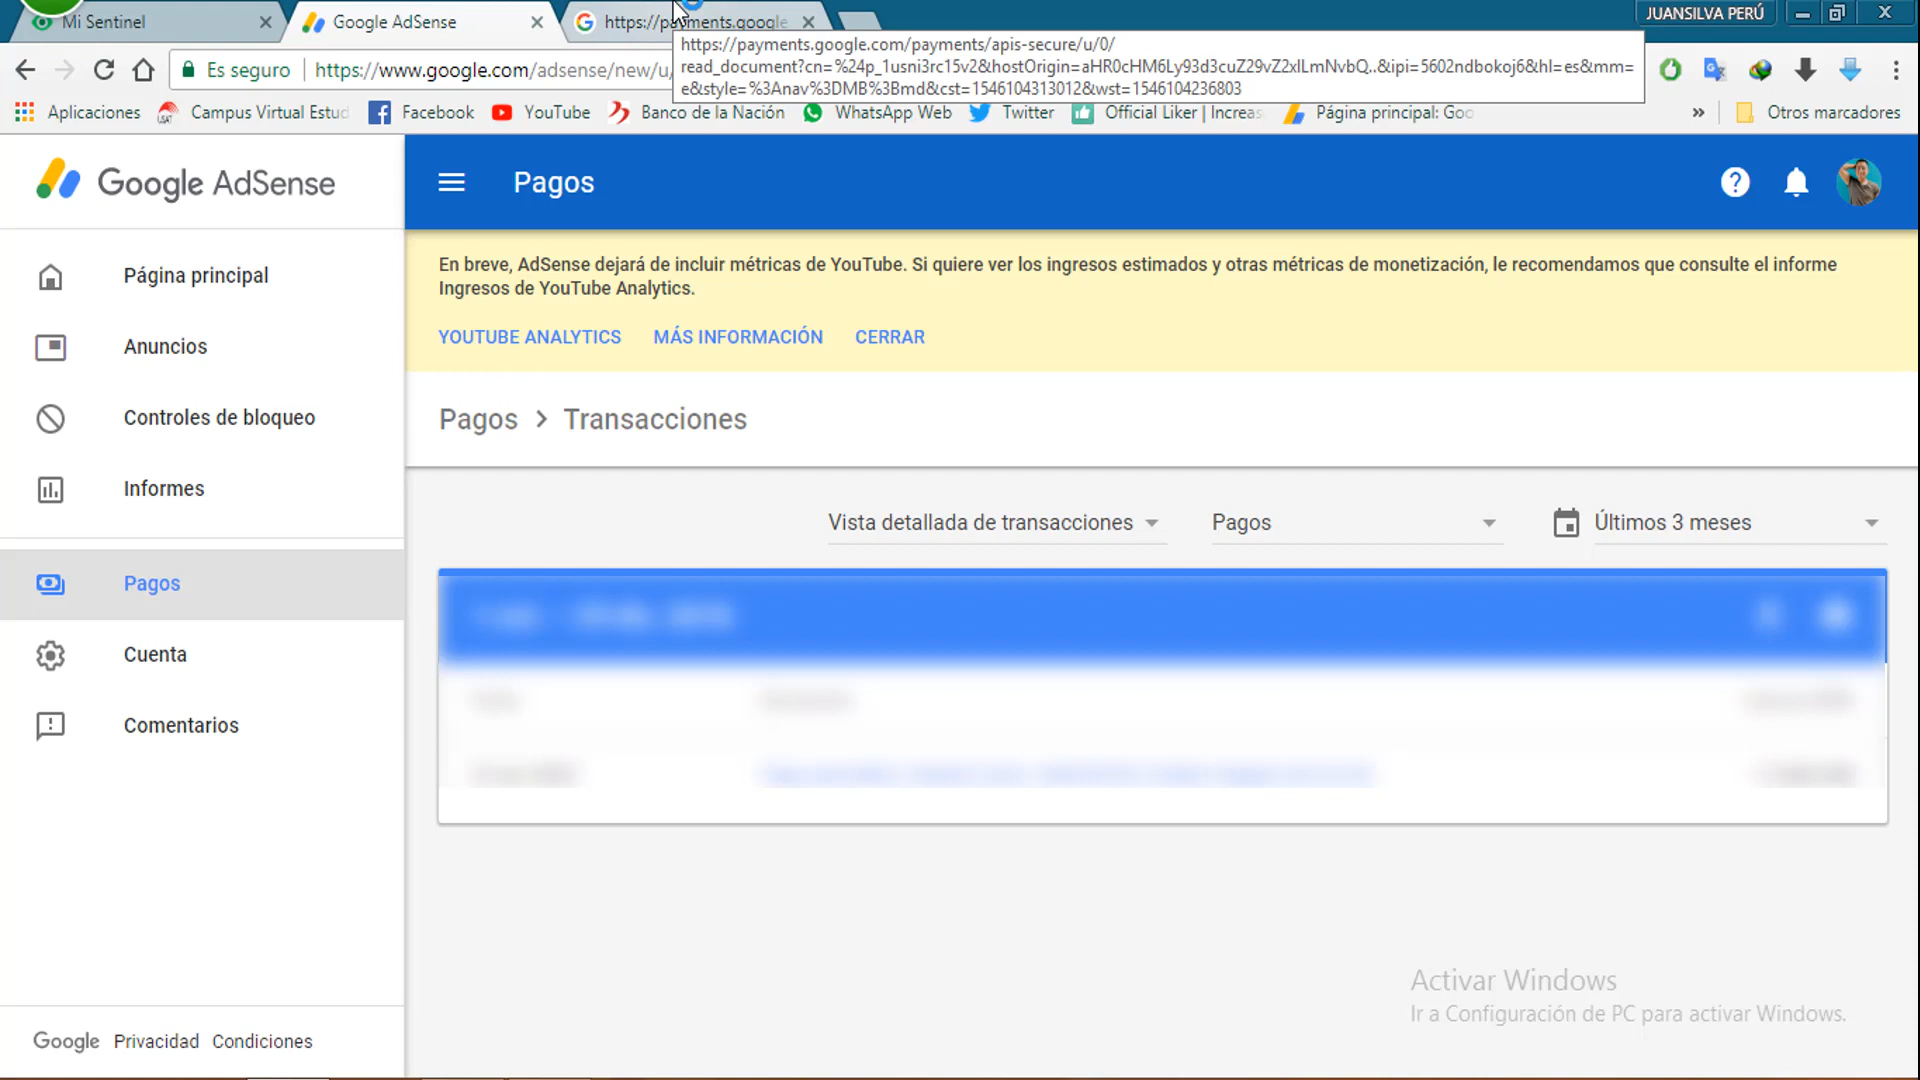 Mi Sentinel
Google AdSense
https://payments.google
JUANSILVA PERÚ
https://payments.google.com/payments/apis-secure/u/0/
read_document?cn=%24p_1usni3rc15v2&hostOrigin=aHR0cHM6Ly93d3cuZ29vZ2xlLmNvbQ..&ipi=5602ndbokoj6&hl=es&mm=
e&style=%3Anav%3DMB%3Bmd&cst=1546104313012&wst=1546104236803
Es seguro
https://www.google.com/adsense/new/u/
Aplicaciones
Campus Virtual Estud
Facebook
YouTube
Banco de la Nación
WhatsApp Web
Twitter
Official Liker | Increas
Página principal: Goo
»
Otros marcadores
Google AdSense
Pagos
Página principal
Anuncios
Controles de bloqueo
Informes
Pagos
Cuenta
Comentarios
En breve, AdSense dejará de incluir métricas de YouTube. Si quiere ver los ingresos estimados y otras métricas de monetización, le recomendamos que consulte el informe
Ingresos de YouTube Analytics.
YOUTUBE ANALYTICS MÁS INFORMACIÓN CERRAR
Pagos > Transacciones
Vista detallada de transacciones
Pagos
Últimos 3 meses
Activar Windows
Ir a Configuración de PC para activar Windows.
Google Privacidad Condiciones